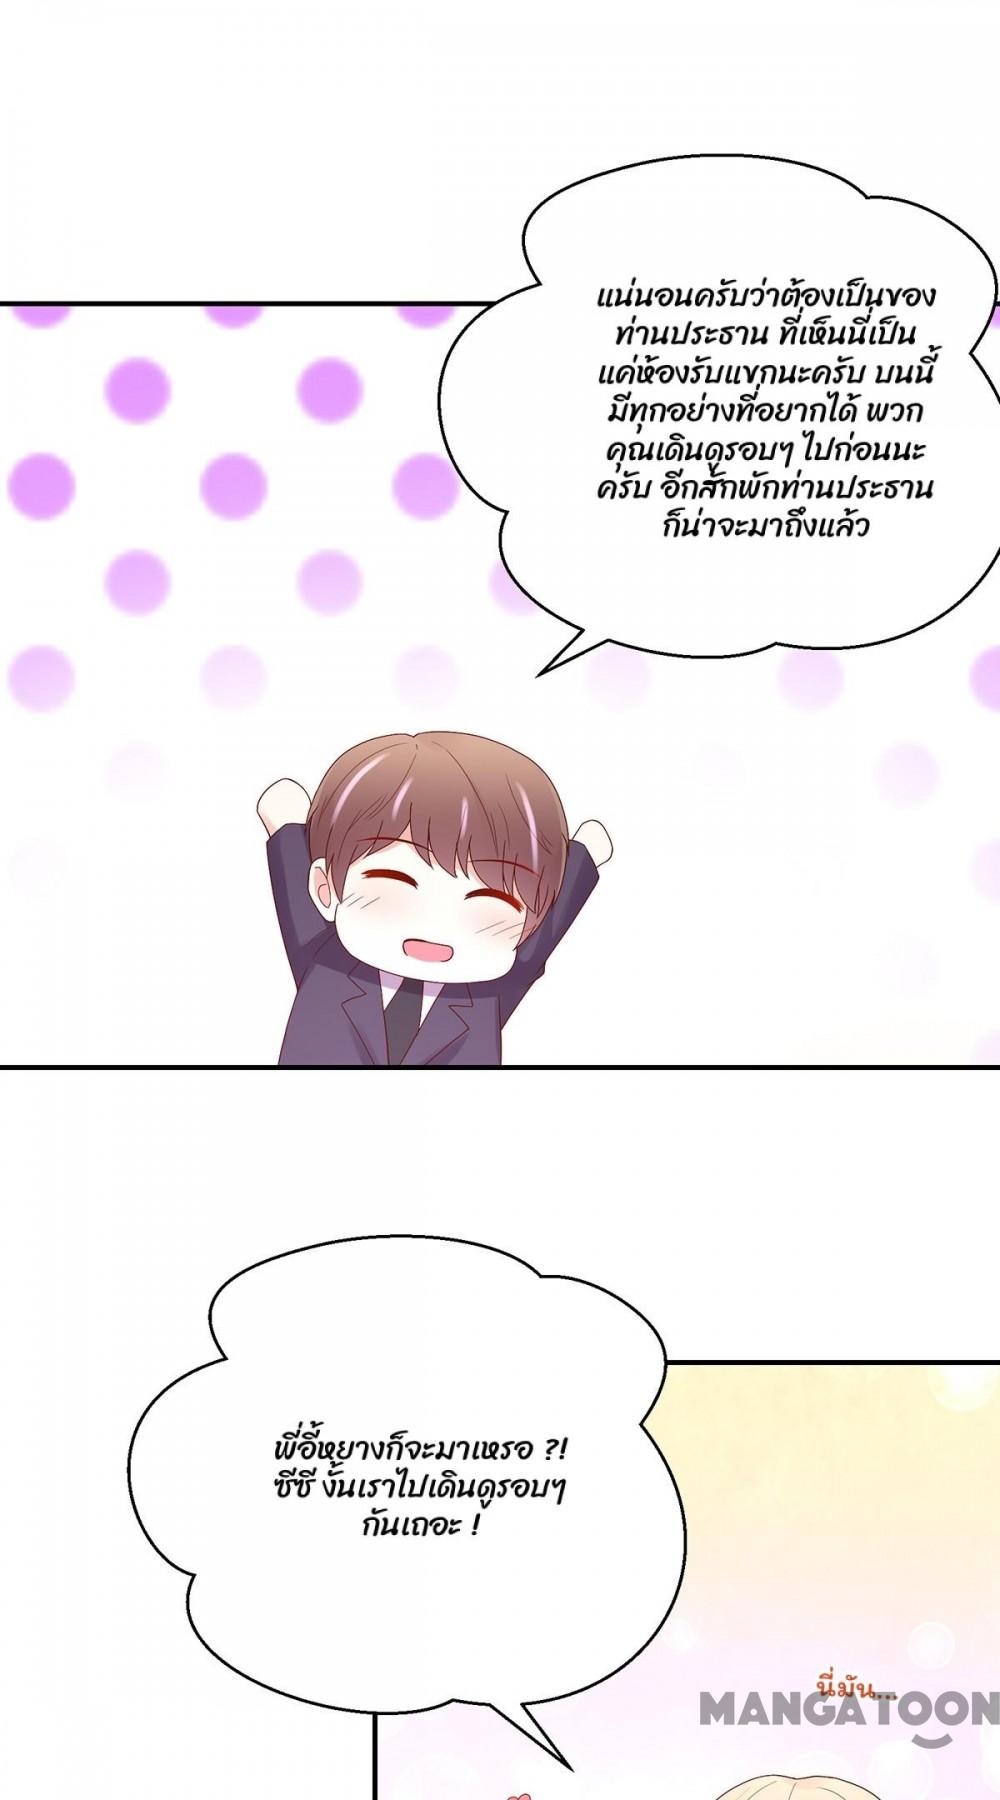 แน่นอนครับว่าต้องเป็นของ
ท่านประธาน ที่เห็นนี่เป็น
แค่ห้องรับแขกนะครับ บนนี้
มีทุกอย่างที่อยากได้ พวก
คุณเดินดูรอบๆ ไปก่อนนะ
ครับ อีกสักพักท่านประธาน
ก็น่าจะมาถึงแล้ว
พี่อี้หยางก็จะมาเหรอ ?!
ซีซี งั้นเราไปเดินดูรอบๆ
กันเถอะ !
นี่มัน...
MANGATOON